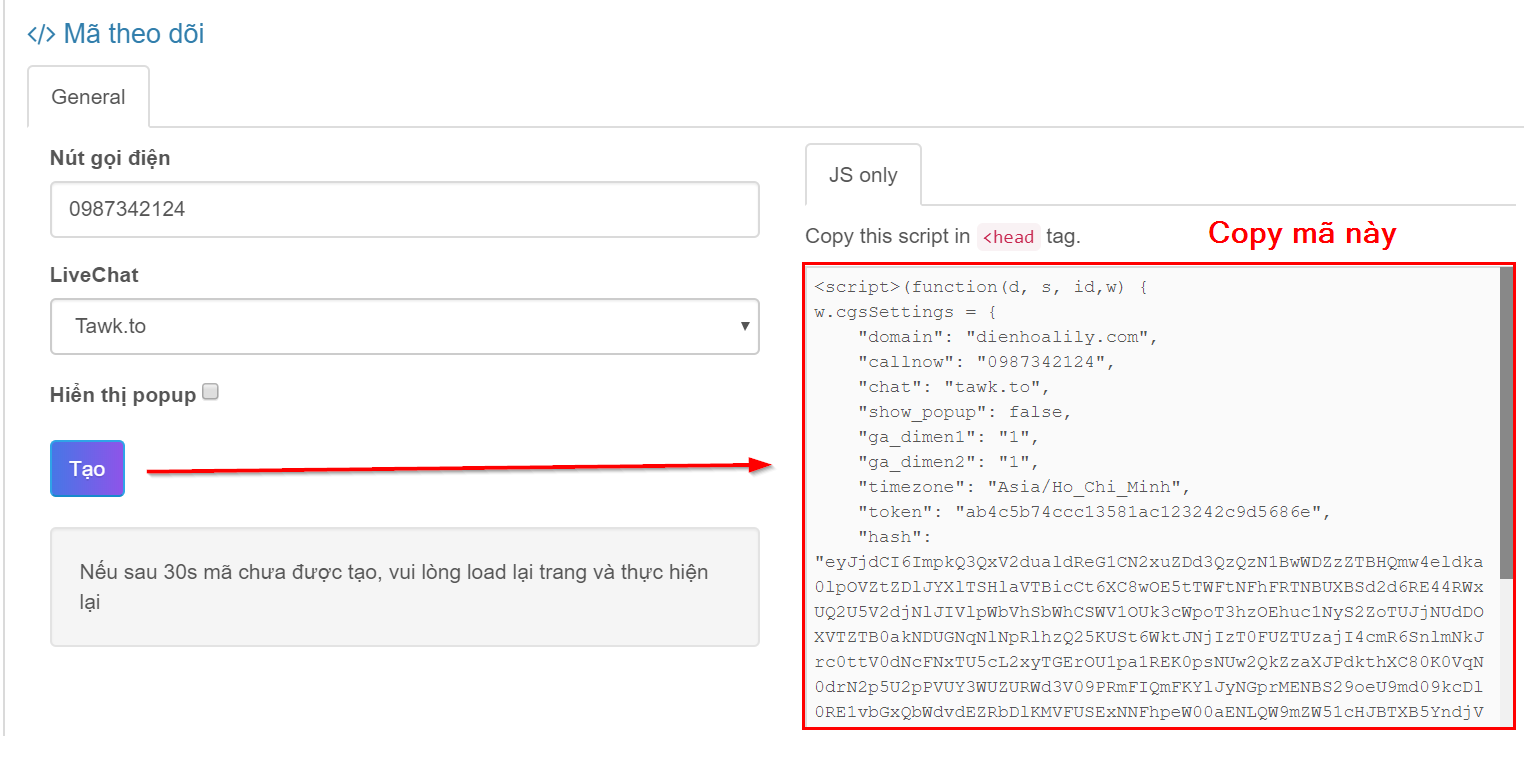 </> Mã theo dõi
General
Nút gọi điện
0987342124
LiveChat
Tawk.to
Hiển thị popup
Tạo
Nếu sau 30s mã chưa được tạo, vui lòng load lại trang và thực hiện
lại
JS only
Copy this script in <head tag.
Copy mã này
<script>(function(d, s, id,w) {
w.cgsSettings = {
"domain": "dienhoalily.com",
"callnow": "0987342124",
"chat": "tawk.to",
"show_popup": false,
"ga_dimen1": "1",
"ga_dimen2": "1",
"timezone": "Asia/Ho_Chi_Minh",
"token": "ab4c5b74ccc13581ac123242c9d5686e",
"hash":
"eyJjdCI6ImpkQ3QxV2dualdReG1CN2xuZDd3QzQzN1BwWDZzZTBHQmw4eldka
0lpOVZtZDlJYXlTSHlaVTBicCt6XC8wOE5tTWFtNFhFRTNBUXBSd2d6RE44RWx
UQ2U5V2djNlJIVlpWbVhSbWhCSWV1OUk3cWpoT3hzOEhuc1NyS2ZoTUJjNUdDO
XVTZTB0akNDUGNqNlNpRlhzQ25KUSt6WktJNjIzT0FUZTUzajI4cmR6SnlmNkJ
rc0ttV0dNcFNxTU5cL2xyTGErOU1pa1REK0psNUw2QkZzaXJPdkthXC80K0VqN
0drN2p5U2pPVUY3WUZURWd3V09PRmFIQmFKYlJyNGprMENBS29oeU9md09kcDl
0RE1vbGxQbWdvdEZRbDlKMVFUSExNNFhpeW00aENLQW9mZW51cHJBTXB5YndjV